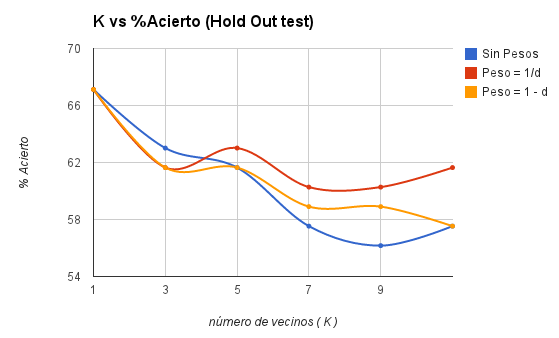 K vs %Acierto (Hold Out test)
70
66
62
58
54
% Acierto
1 3 5 7 9
número de vecinos ( K )
Sin Pesos
Peso = 1/d
Peso = 1 - d